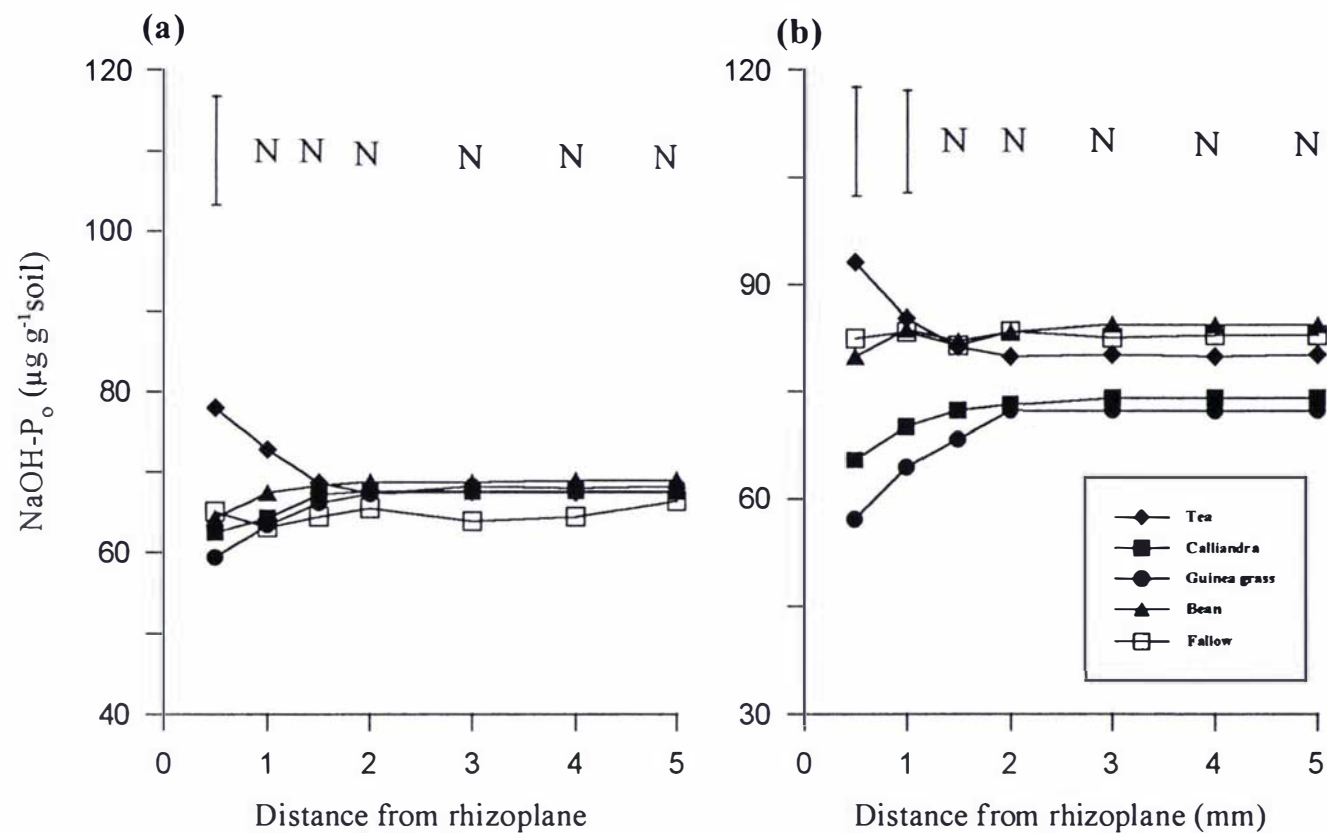 (a)
120
100
80
60
40
N N N N N N
0 1 2 3 4 5
NaOH-Pₒ (µg g⁻¹soil)
Distance from rhizoplane
(b)
120
90
60
30
N N N N N
Tea
Calliandra
Guinea grass
Bean
Fallow
0 1 2 3 4 5
Distance from rhizoplane (mm)